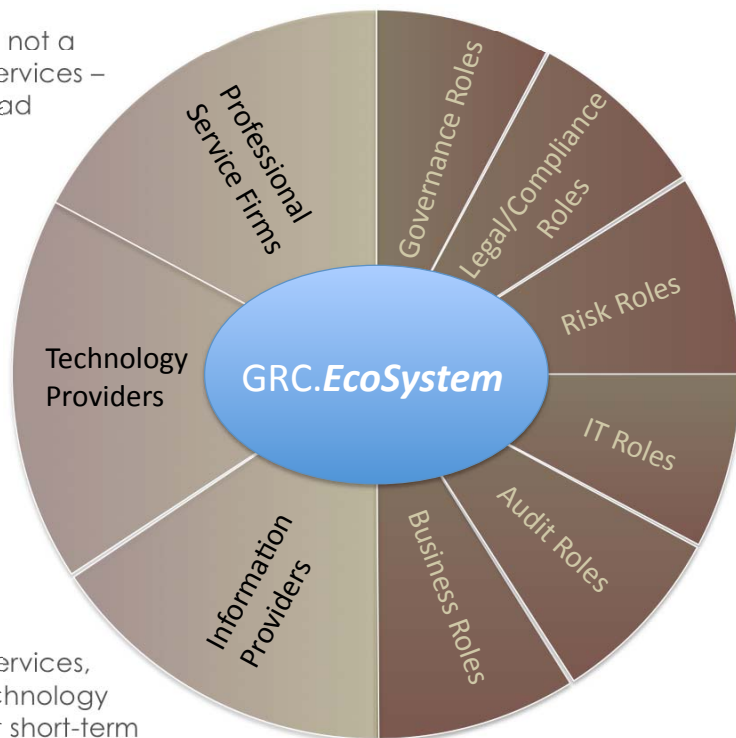 not a
ervices –
ad
Professional
Service Firms
Governance Roles
Legal/Compliance
Roles
Risk Roles
Technology
Providers
GRC.EcoSystem
IT Roles
Audit Roles
Information
Providers
Business Roles
ervices,
chnology
short-term